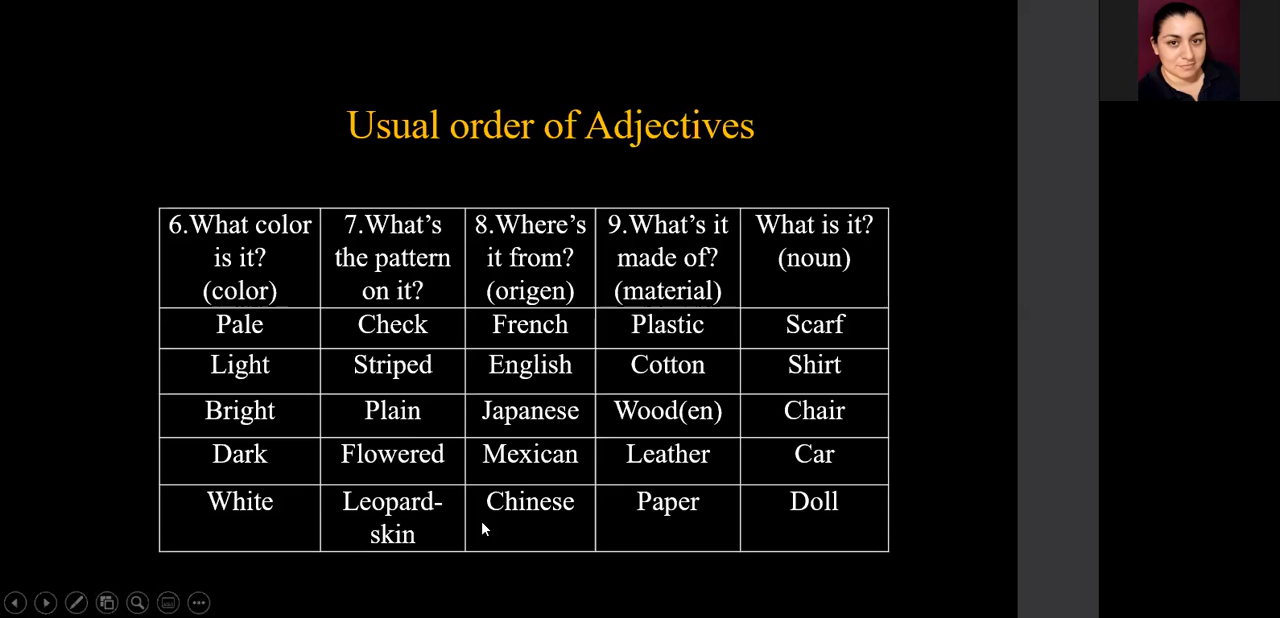 Usual order of Adjectives
6.What color
is it?
(color)
7.What's
the pattern
on it?
8.Where's
it from?
(origen)
9.What's it
made of?
(material)
What is it?
(noun)
Pale
Check
French
Plastic
Scarf
Light
Striped
English
Cotton
Shirt
Bright
Plain
Japanese
Wood(en)
Chair
Dark
Flowered
Mexican
Leather
Car
White
Leopard-
skin
Chinese
Paper
Doll